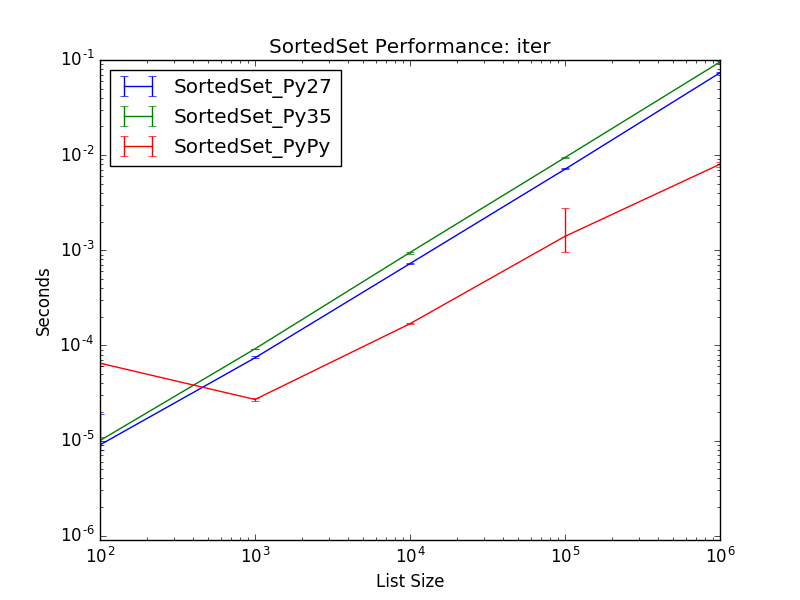 SortedSet Performance: iter
10^-1
SortedSet_Py27
SortedSet_Py35
SortedSet_PyPy
10^-2
10^-3
Seconds
10^-4
10^-5
10^-6
10^2 10^3 10^4 10^5 10^6
List Size